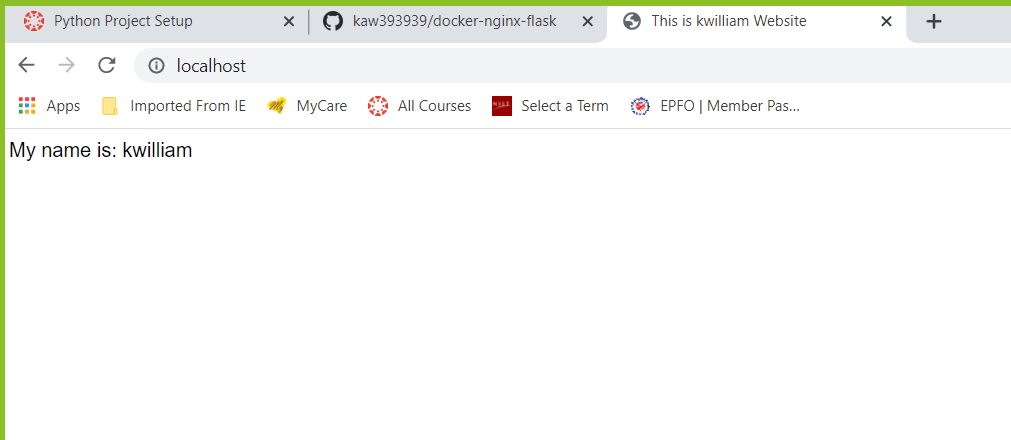 Python Project Setup kaw393939/docker-nginx-flask This is kwilliam Website
localhost
Apps Imported From IE MyCare All Courses Select a Term EPFO | Member Pas...
My name is: kwilliam